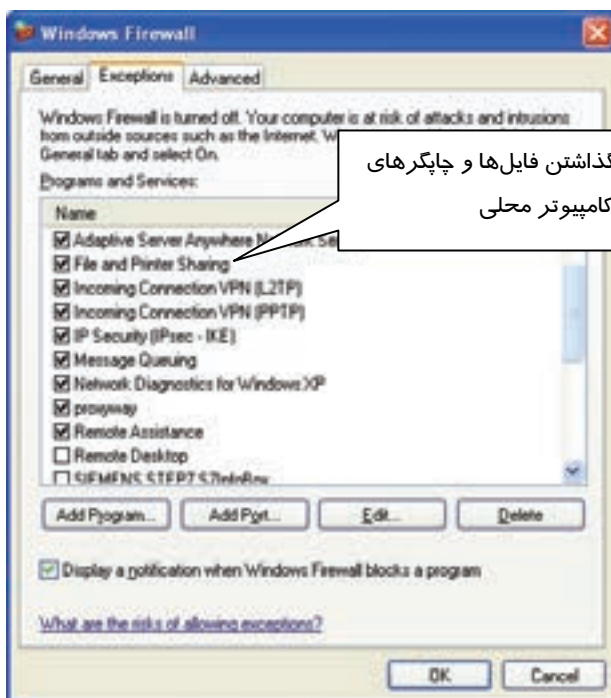 Windows Firewall
General Exceptions Advanced
Windows Firewall is turned off. Your computer is at risk of attacks and intrusions
from outside sources such as the Internet. W
General tab and select On.
Programs and Services:
Name
Adaptive Server Anywhere Se
File and Printer Sharing
Incoming Connection VPN (L2TP)
Incoming Connection VPN (PPTP)
IP Security (IPsec - IKE)
Message Queuing
Network Diagnostics for Windows XP
proxyway
Remote Assistance
Remote Desktop
SIEMENS STEP7
گذاشتن فایل‌ها و چاپگرهای
کامپیوتر محلی
Add Program... Add Port... Edit... Delete
Display a notification when Windows Firewall blocks a program
What are the risks of allowing exceptions?
OK Cancel